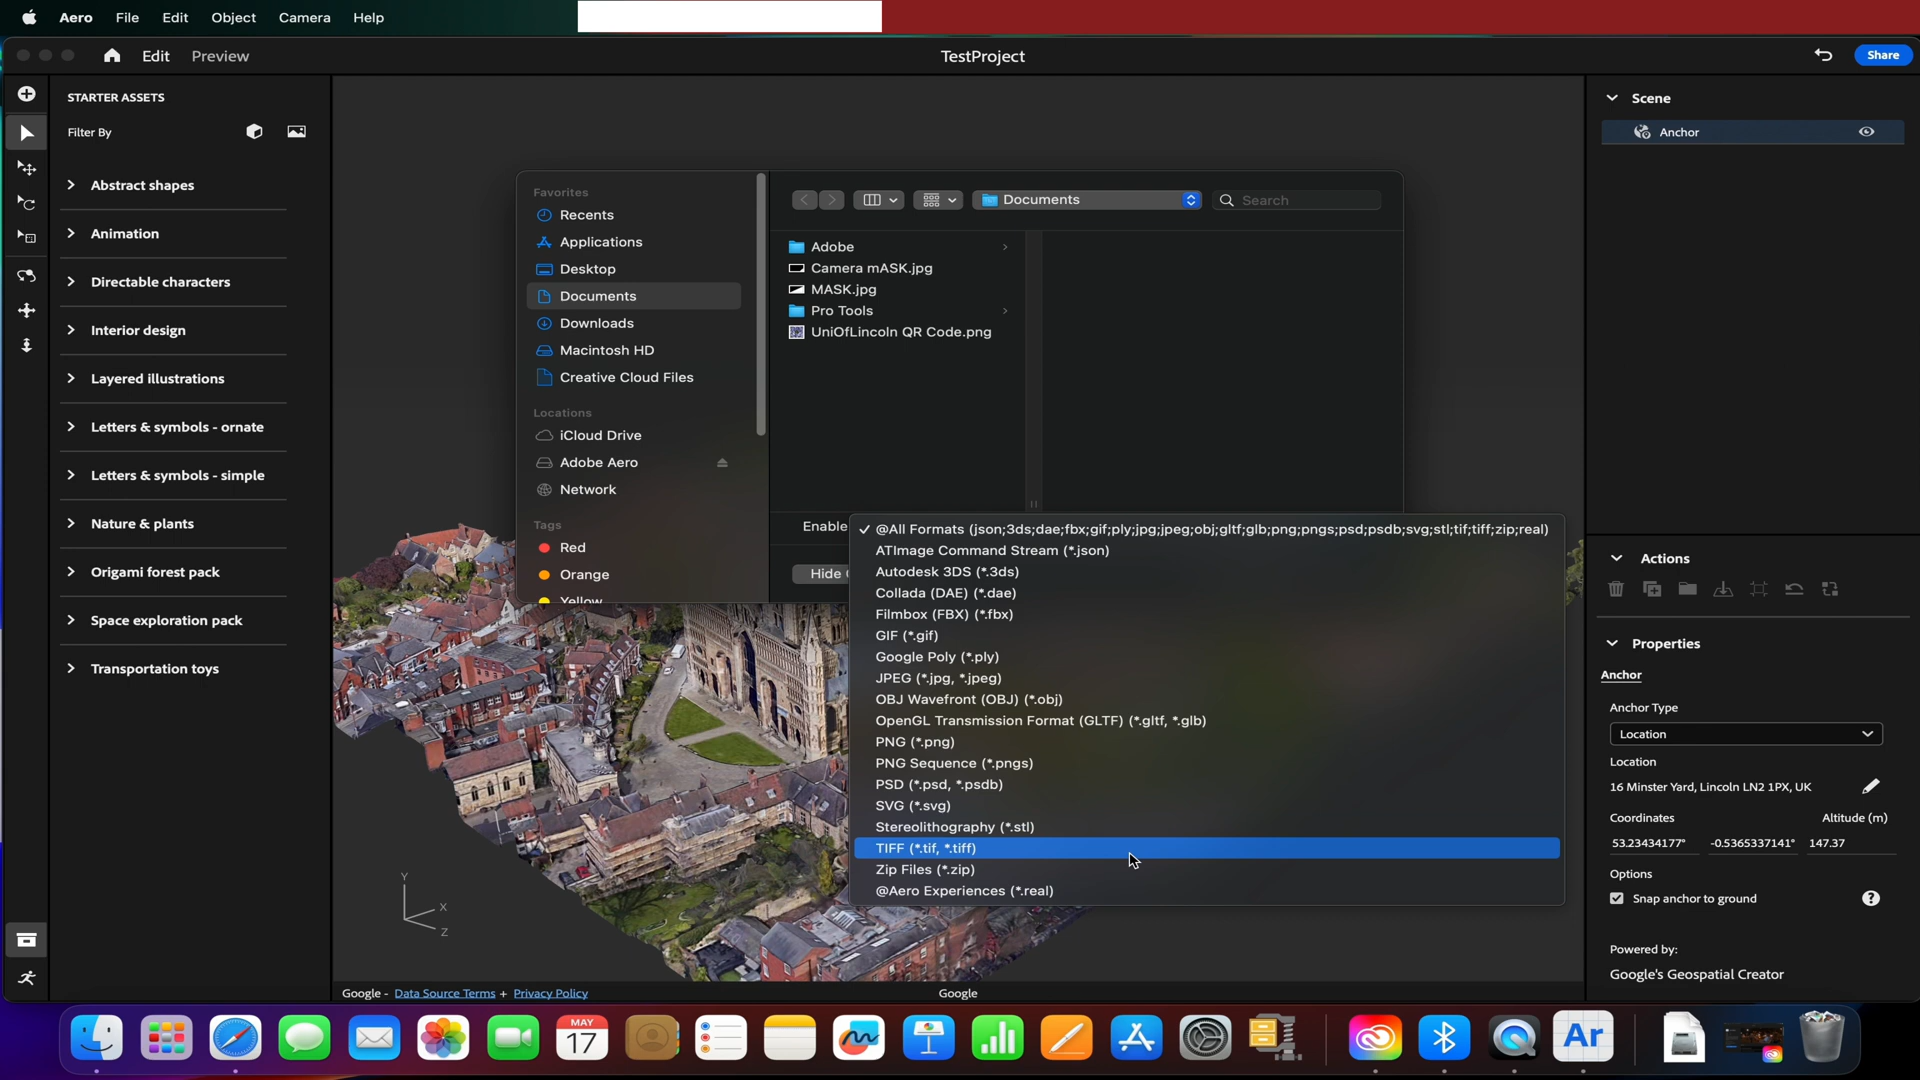 Aero File Edit Object Camera Help
Edit Preview
TestProject
Share
STARTER ASSETS
Filter By
Abstract shapes
Animation
Directable characters
Interior design
Layered illustrations
Letters & symbols - ornate
Letters & symbols - simple
Nature & plants
Origami forest pack
Space exploration pack
Transportation toys
Favorites
Recents
Applications
Desktop
Documents
Downloads
Macintosh HD
Creative Cloud Files
Locations
iCloud Drive
Adobe Aero
Network
Tags
Red
Orange
Yellow
Documents
Search
Adobe
Camera mASK.jpg
MASK.jpg
Pro Tools
UniOfLincoln QR Code.png
Enable
Hide
@All Formats (json;3ds;dae;fbx;gif;ply;jpg;jpeg;obj;gltf;glb;png;pngs;psd;psdb;svg;stl;tif;tiff;zip;real)
ATImage Command Stream (*.json)
Autodesk 3DS (*.3ds)
Collada (DAE) (*.dae)
Filmbox (FBX) (*.fbx)
GIF (*.gif)
Google Poly (*.ply)
JPEG (*.jpg, *.jpeg)
OBJ Wavefront (OBJ) (*.obj)
OpenGL Transmission Format (GLTF) (*.gltf, *.glb)
PNG (*.png)
PNG Sequence (*.pngs)
PSD (*.psd, *.psdb)
SVG (*.svg)
Stereolithography (*.stl)
TIFF (*.tif, *.tiff)
Zip Files (*.zip)
@Aero Experiences (*.real)
Y
X
Z
Google - Data Source Terms + Privacy Policy
Google
Scene
Anchor
Actions
Properties
Anchor
Anchor Type
Location
Location
16 Minster Yard, Lincoln LN2 1PX, UK
Coordinates Altitude (m)
53.23434177° -0.5365337141° 147.37
Options
Snap anchor to ground
?
Powered by:
Google's Geospatial Creator
MAY
17
Ar